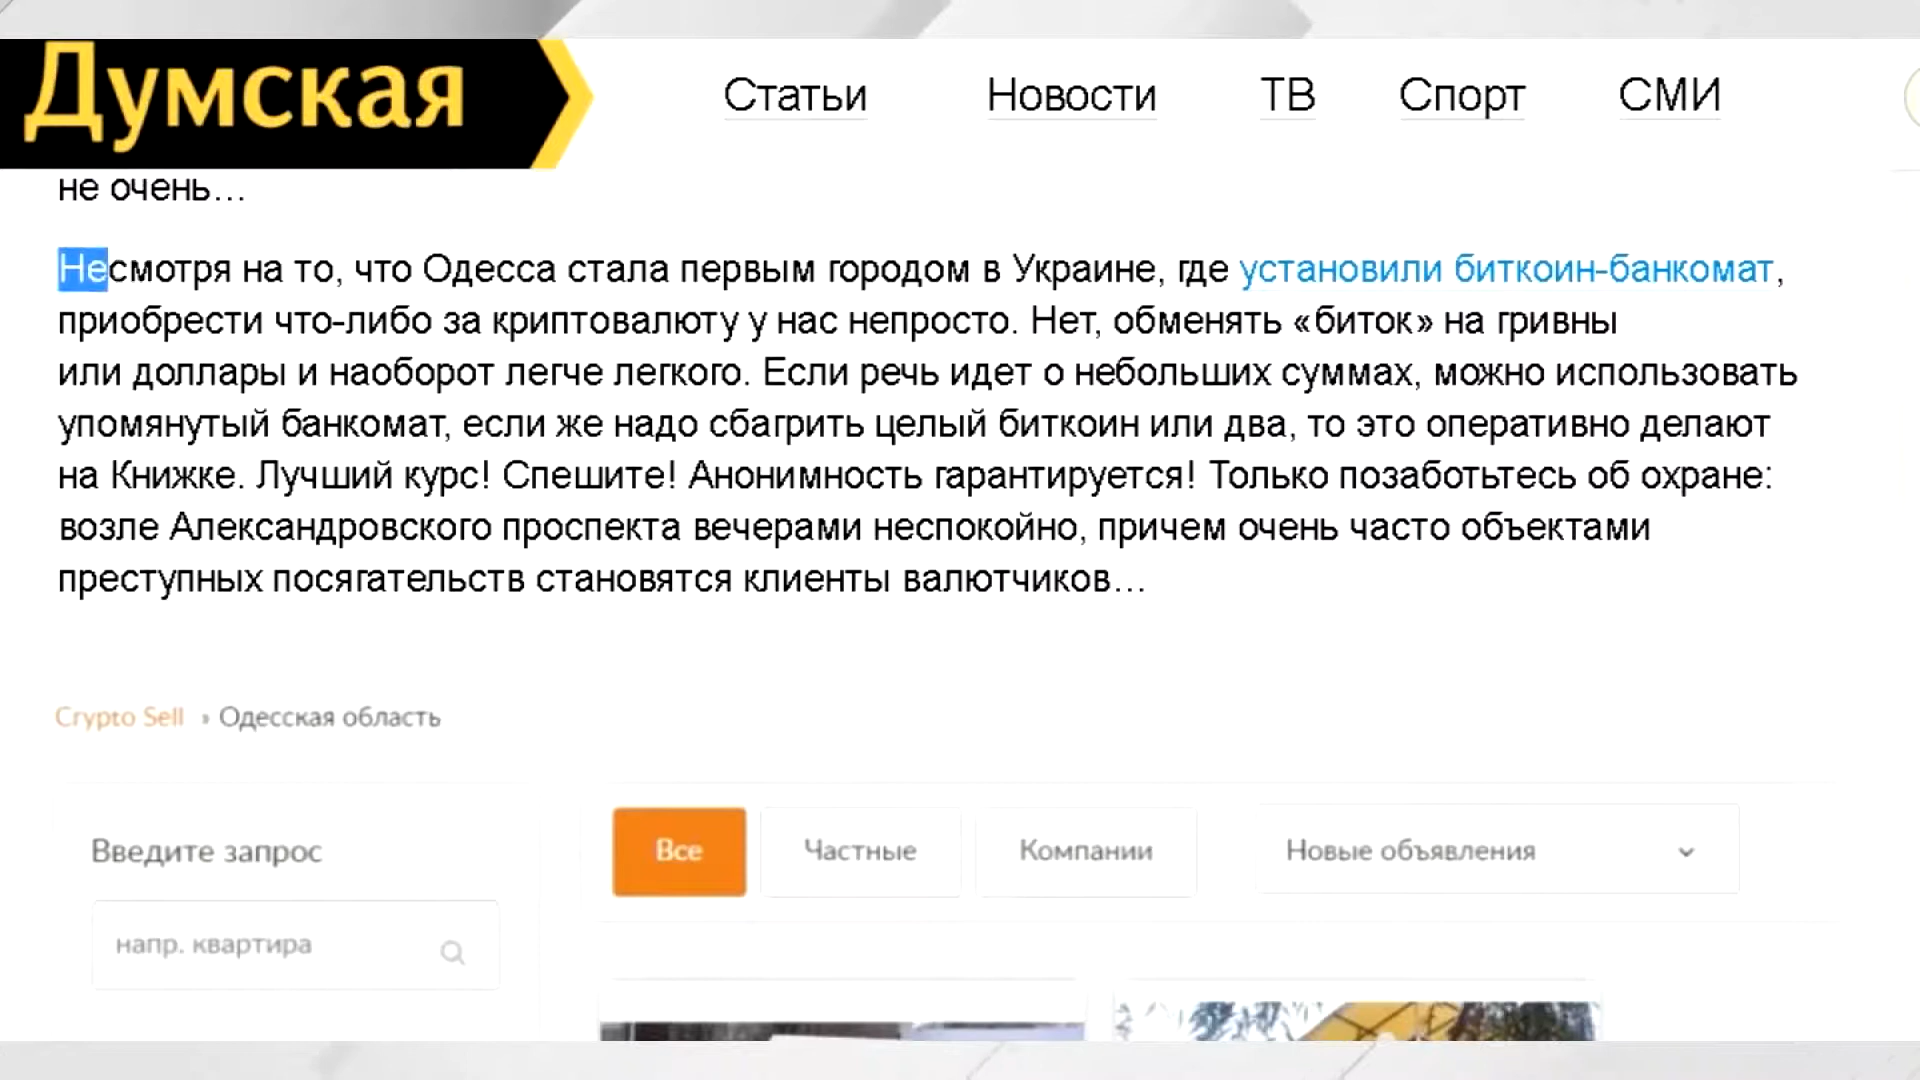 Думская
Статьи Новости ТВ Спорт СМИ
не очень…
Несмотря на то, что Одесса стала первым городом в Украине, где установили биткоин-банкомат,
приобрести что-либо за криптовалюту у нас непросто. Нет, обменять «биток» на гривны
или доллары и наоборот легче легкого. Если речь идет о небольших суммах, можно использовать
упомянутый банкомат, если же надо сбагрить целый биткоин или два, то это оперативно делают
на Книжке. Лучший курс! Спешите! Анонимность гарантируется! Только позаботьтесь об охране:
возле Александровского проспекта вечерами неспокойно, причем очень часто объектами
преступных посягательств становятся клиенты валютчиков…
Crypto Sell › Одесская область
Введите запрос
Все Частные Компании Новые объявления
напр. квартира